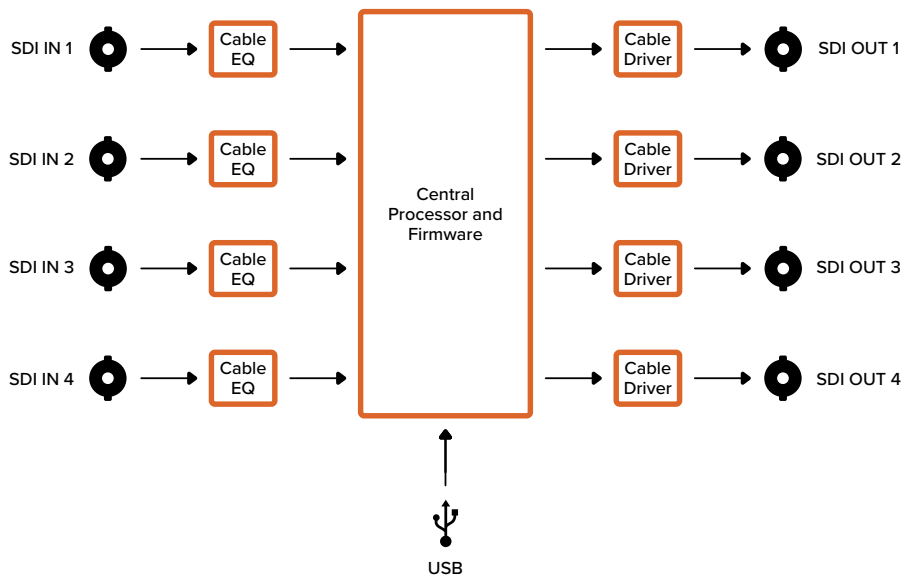 SDI IN 1
Cable
EQ
Cable
Driver
SDI OUT 1
SDI IN 2
Cable
EQ
Cable
Driver
SDI OUT 2
Central
Processor and
Firmware
SDI IN 3
Cable
EQ
Cable
Driver
SDI OUT 3
SDI IN 4
Cable
EQ
Cable
Driver
SDI OUT 4
USB